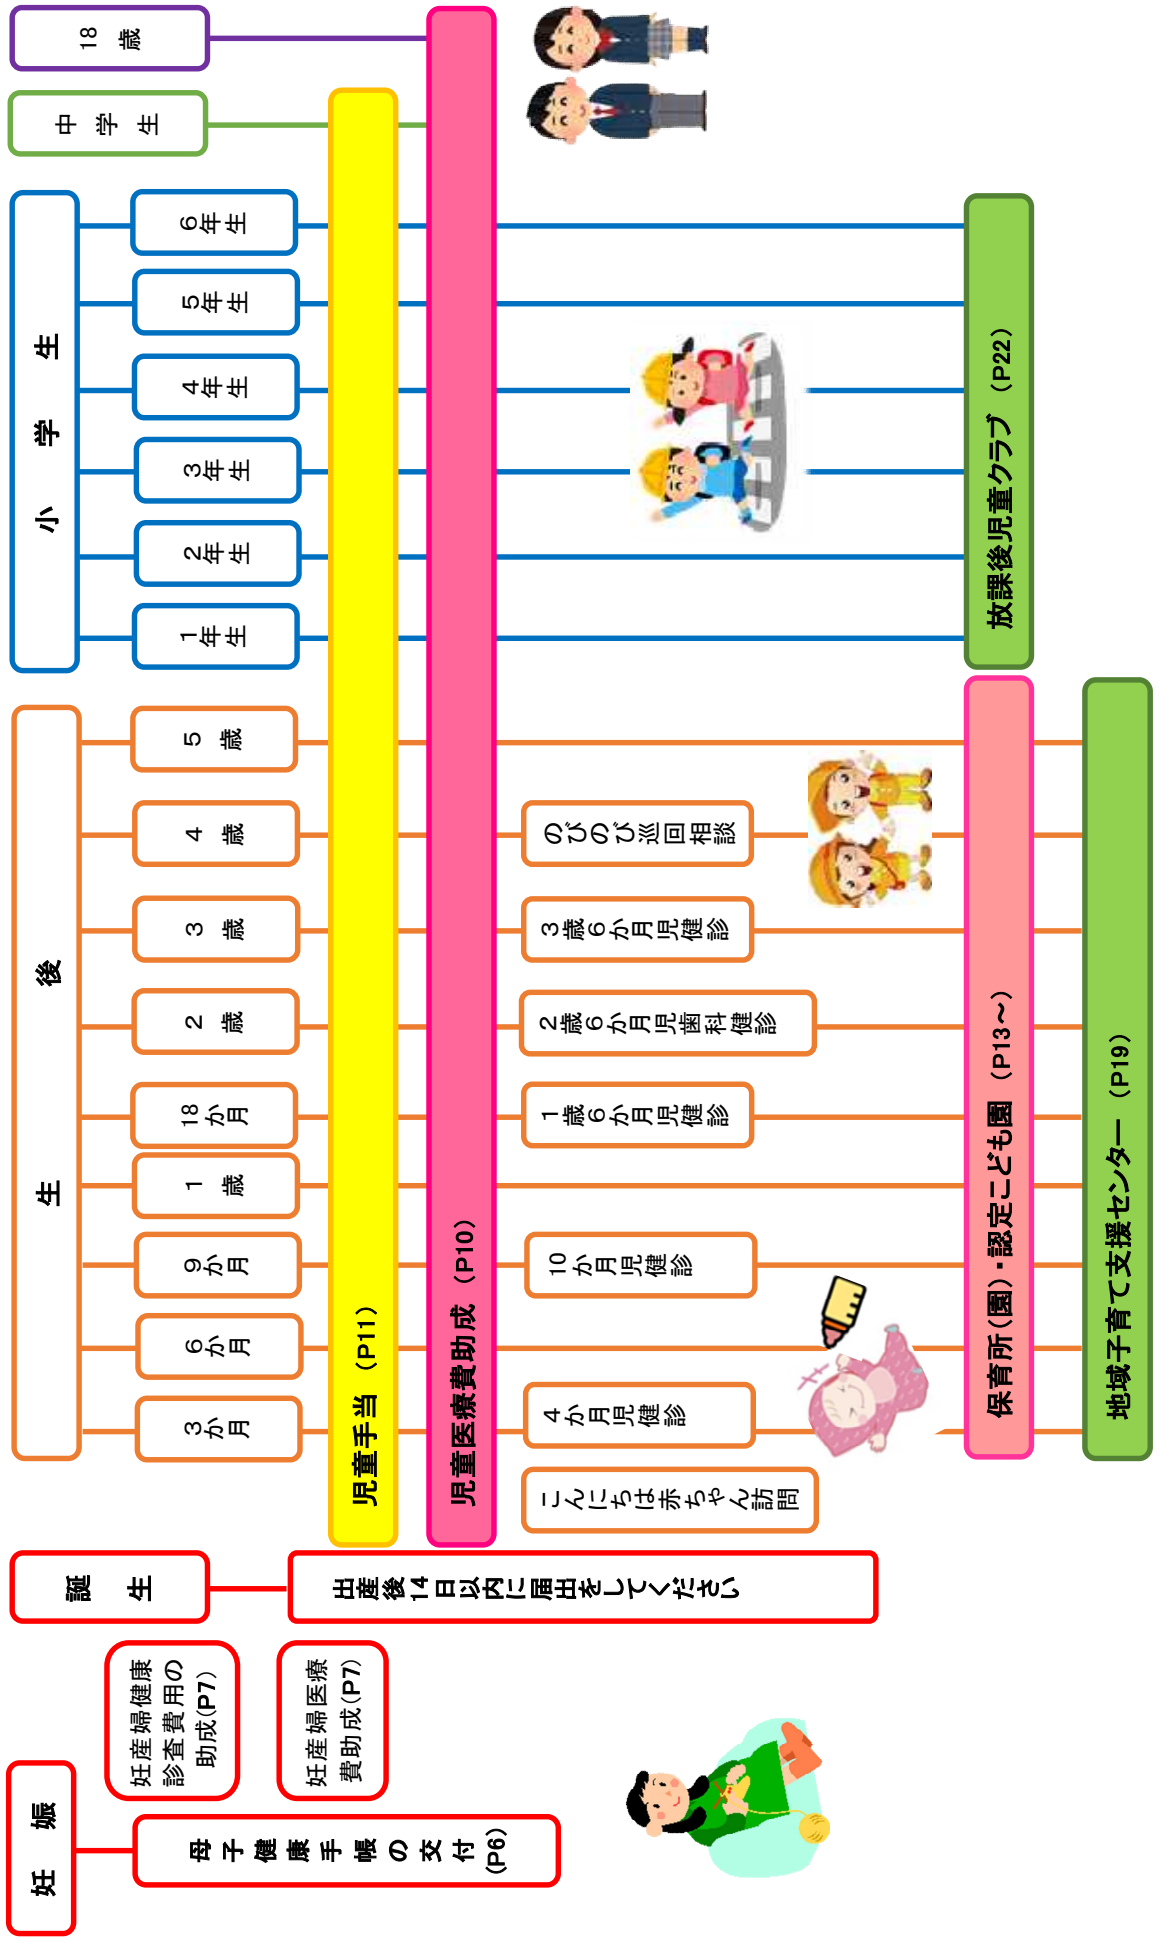 妊娠
誕生
生後
小学生
中学生
18歳
母子健康手帳の交付
(P6)
妊産婦健康
診査費用の
助成(P7)
妊産婦医療
費助成(P7)
出産後14日以内に届出をしてください
3か月
6か月
9か月
1歳
18か月
2歳
3歳
4歳
5歳
1年生
2年生
3年生
4年生
5年生
6年生
児童手当（P11）
児童医療費助成（P10）
こんにちは赤ちゃん訪問
4か月児健診
10か月児健診
1歳6か月児健診
2歳6か月児歯科健診
3歳6か月児健診
のびのび巡回相談
保育所(園)・認定こども園（P13～）
放課後児童クラブ（P22）
地域子育て支援センター（P19）